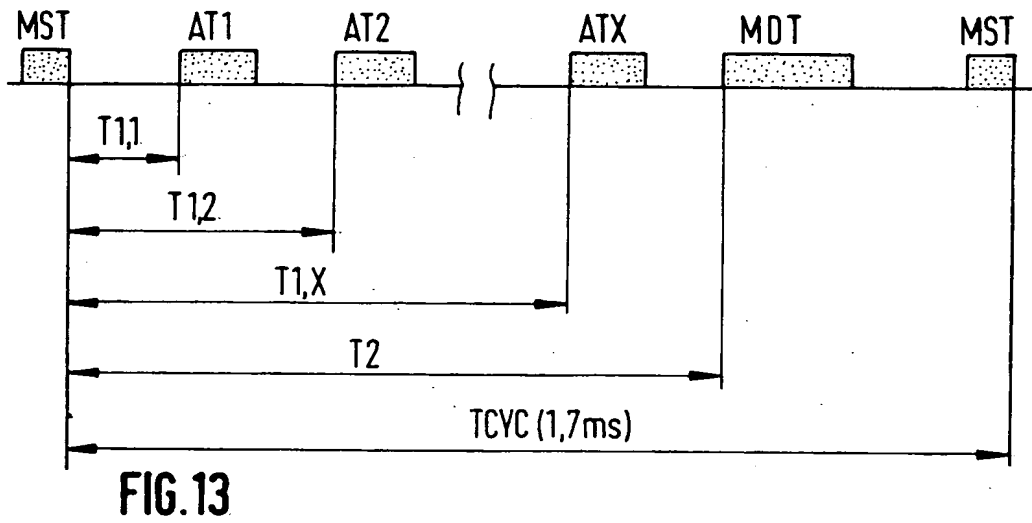 MST AT1 AT2 ATX MDT MST
T1,1
T1,2
T1,X
T2
TCYC (1,7ms)
FIG.13